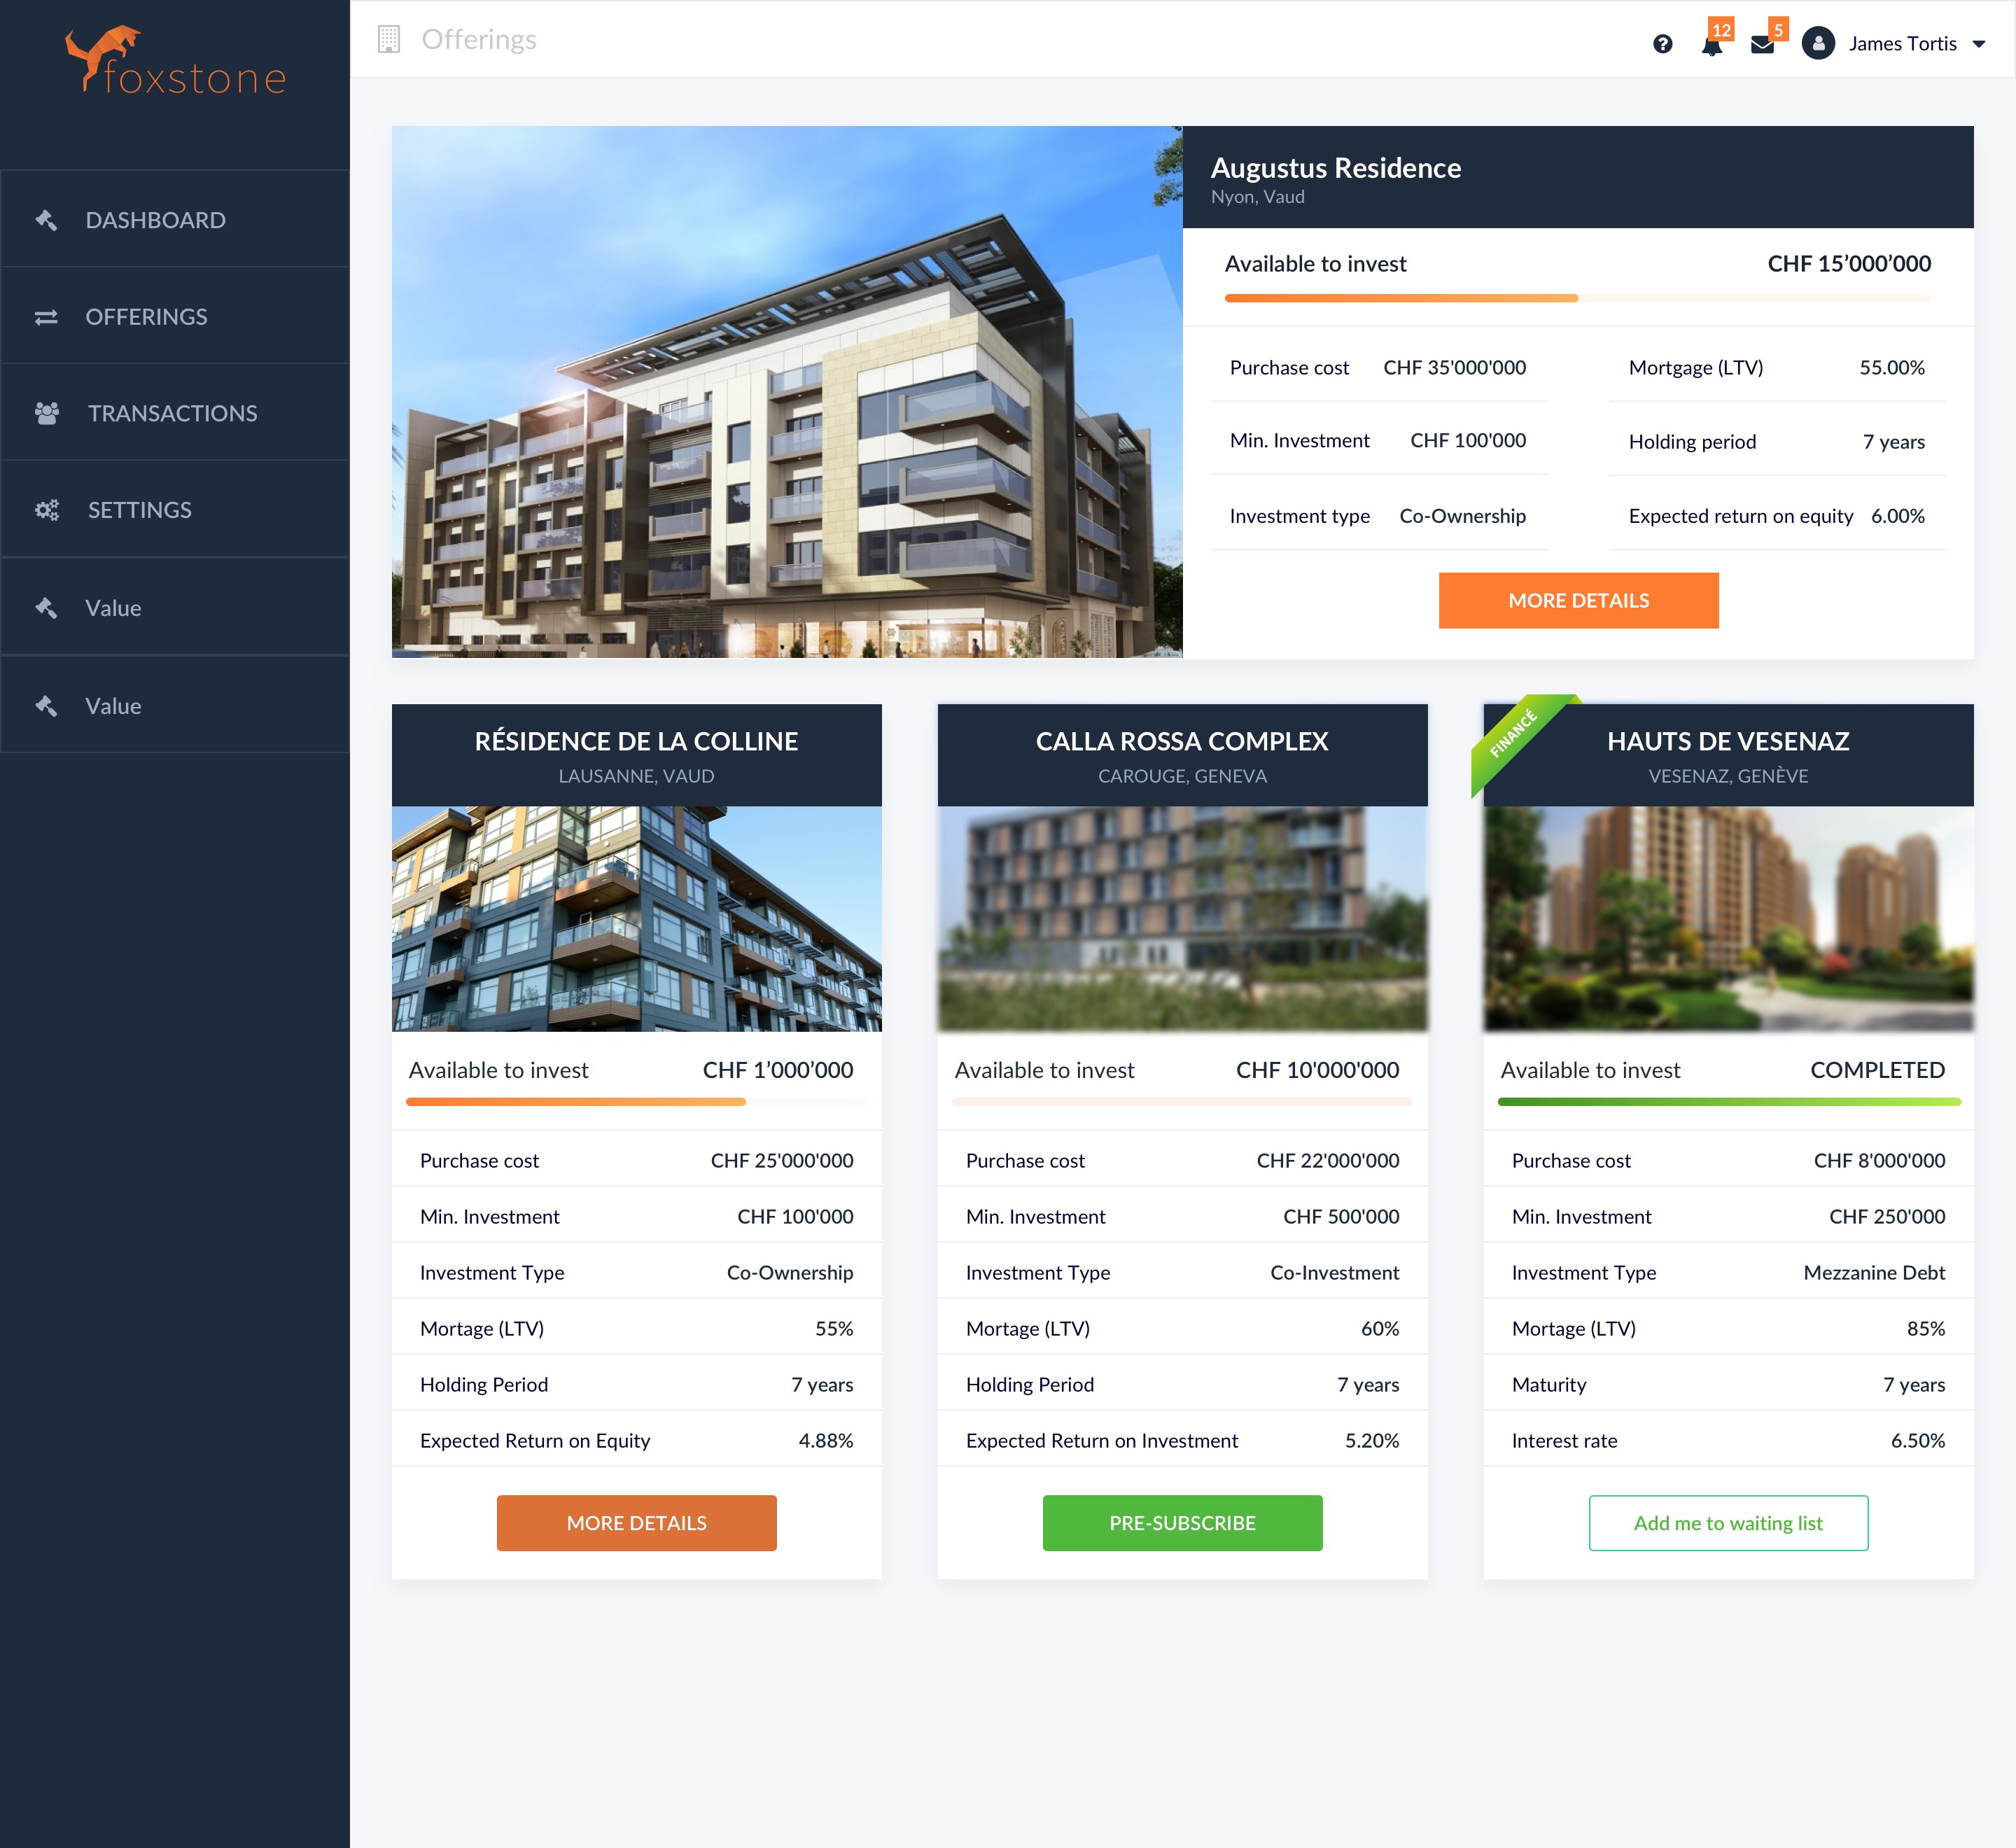 foxstone
Offerings
12
5
James Tortis
DASHBOARD
OFFERINGS
TRANSACTIONS
SETTINGS
Value
Value
Augustus Residence
Nyon, Vaud
Available to invest CHF 15’000’000
Purchase cost CHF 35'000'000 Mortgage (LTV) 55.00%
Min. Investment CHF 100'000 Holding period 7 years
Investment type Co-Ownership Expected return on equity 6.00%
MORE DETAILS
RÉSIDENCE DE LA COLLINE
LAUSANNE, VAUD
Available to invest CHF 1’000’000
Purchase cost CHF 25'000'000
Min. Investment CHF 100'000
Investment Type Co-Ownership
Mortage (LTV) 55%
Holding Period 7 years
Expected Return on Equity 4.88%
MORE DETAILS
CALLA ROSSA COMPLEX
CAROUGE, GENEVA
Available to invest CHF 10'000'000
Purchase cost CHF 22'000'000
Min. Investment CHF 500'000
Investment Type Co-Investment
Mortage (LTV) 60%
Holding Period 7 years
Expected Return on Investment 5.20%
PRE-SUBSCRIBE
FINANCÉ
HAUTS DE VESENAZ
VESENAZ, GENÈVE
Available to invest COMPLETED
Purchase cost CHF 8'000'000
Min. Investment CHF 250'000
Investment Type Mezzanine Debt
Mortage (LTV) 85%
Maturity 7 years
Interest rate 6.50%
Add me to waiting list